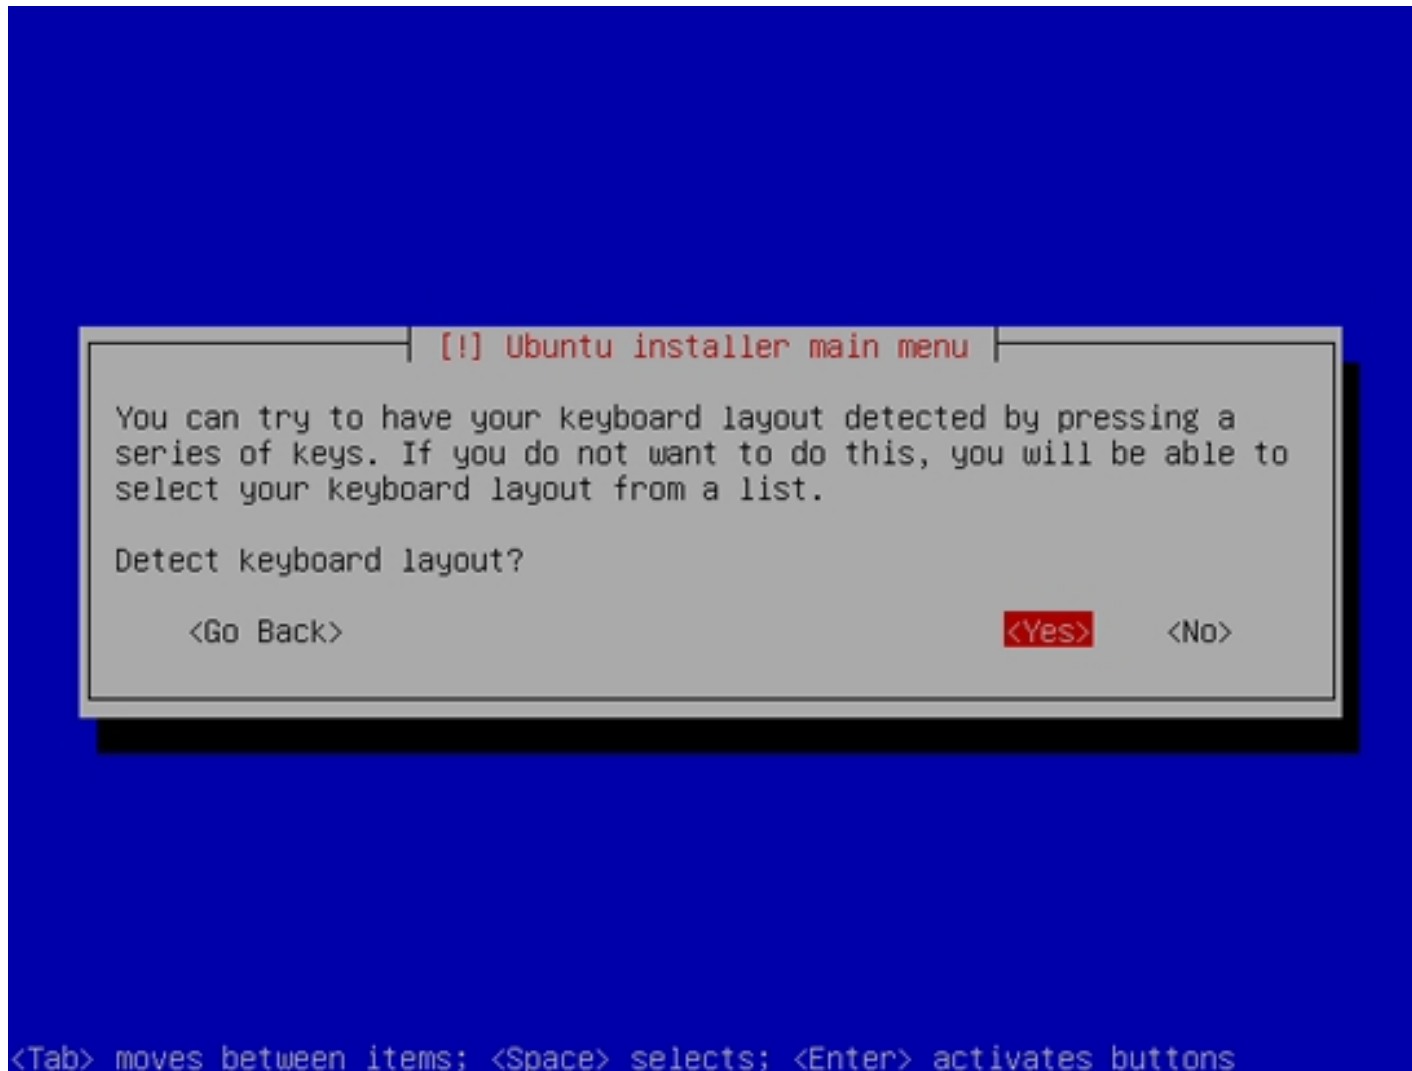 [!] Ubuntu installer main menu
You can try to have your keyboard layout detected by pressing a
series of keys. If you do not want to do this, you will be able to
select your keyboard layout from a list.
Detect keyboard layout?
<Go Back> <Yes> <No>
<Tab> moves between items; <Space> selects; <Enter> activates buttons